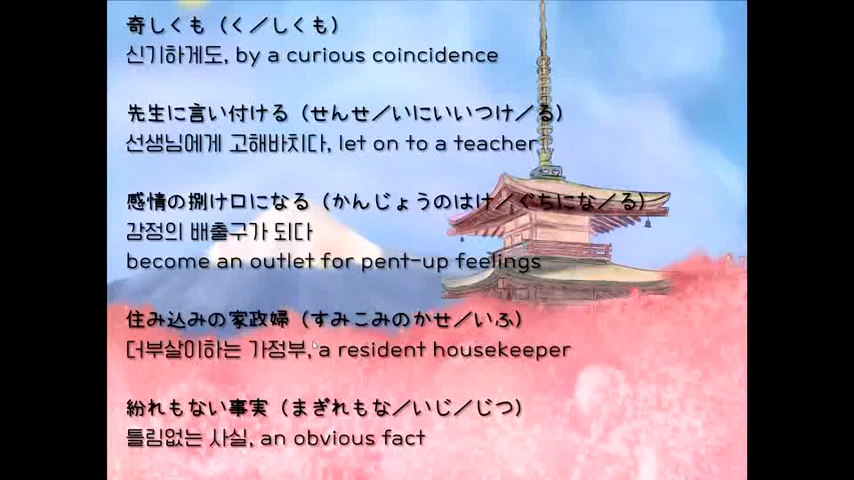 奇しくも（く／しくも）
신기하게도, by a curious coincidence
先生に言い付ける（せんせ／いにいいつけ／る）
선생님에게 고해바치다, let on to a teacher
感情の捌け口になる（かんじょうのはけ／ぐちにな／る）
감정의 배출구가 되다
become an outlet for pent-up feelings
住み込みの家政婦（すみこみのかせ／いふ）
더부살이하는 가정부, a resident housekeeper
紛れもない事実（まぎれもな／いじ／じつ）
틀림없는 사실, an obvious fact